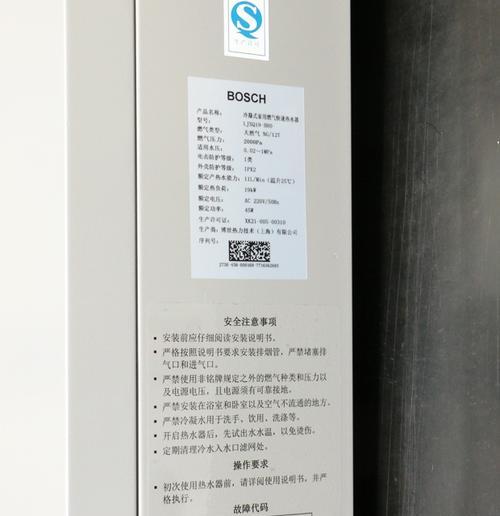 生产许可
BOSCH
产品名称: 冷凝式家用燃气快速热水器
LJSQ19-BH0
燃气类型: 天然气 NG/12T
燃气压力: 2000Pa
适用水压: 0.02~1MPa
电击防护等级: I类
外壳防护等级: IPX2
额定产热水能力: 11L/Min (温升25℃)
额定热负荷: 19kW
额定电压: AC 220V/50Hz
额定功率: 45W
生产许可证: XK21-005-00310
生产商: 博世热力技术(上海)有限公司
序列号:
安全注意事项
• 安装前应仔细阅读安装说明书。
• 严格按照说明书要求安装排烟管,严禁堵塞排
气口和进气口。
• 严禁使用非铭牌规定之外的燃气种类和压力以
及电源电压,且电源须有可靠接地。
• 严禁安装在浴室和卧室以及空气不流通的地方。
• 严禁冷凝水用于洗手、饮用、洗涤等。
• 开启热水器后,先试出水水温,以免烫伤。
• 定期清理冷水入水口滤网处。
操作要求
• 初次使用热水器前,请详阅使用说明书,并严
格执行。
故障代码